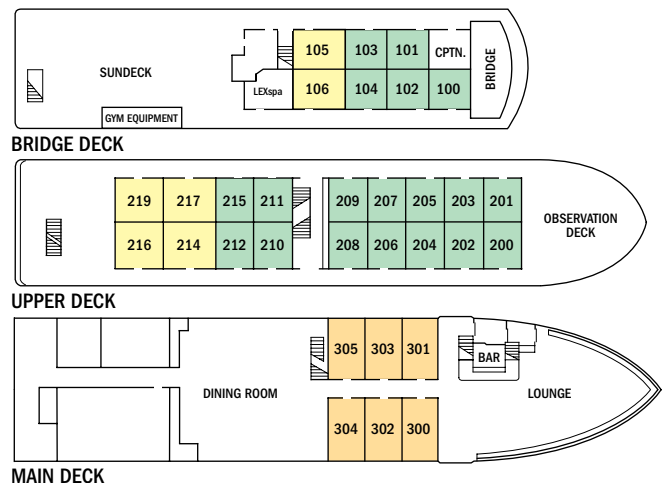 105 103 101 CPTN.
SUNDECK
BRIDGE
LEXspa 106 104 102 100
GYM EQUIPMENT
BRIDGE DECK
219 217 215 211 209 207 205 203 201
OBSERVATION
DECK
216 214 212 210 208 206 204 202 200
UPPER DECK
305 303 301
BAR
DINING ROOM
LOUNGE
304 302 300
MAIN DECK